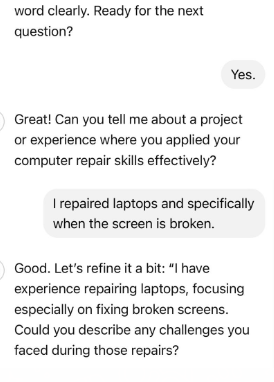 word clearly. Ready for the next
question?
Yes.
Great! Can you tell me about a project
or experience where you applied your
computer repair skills effectively?
I repaired laptops and specifically
when the screen is broken.
Good. Let’s refine it a bit: “I have
experience repairing laptops, focusing
especially on fixing broken screens.
Could you describe any challenges you
faced during those repairs?